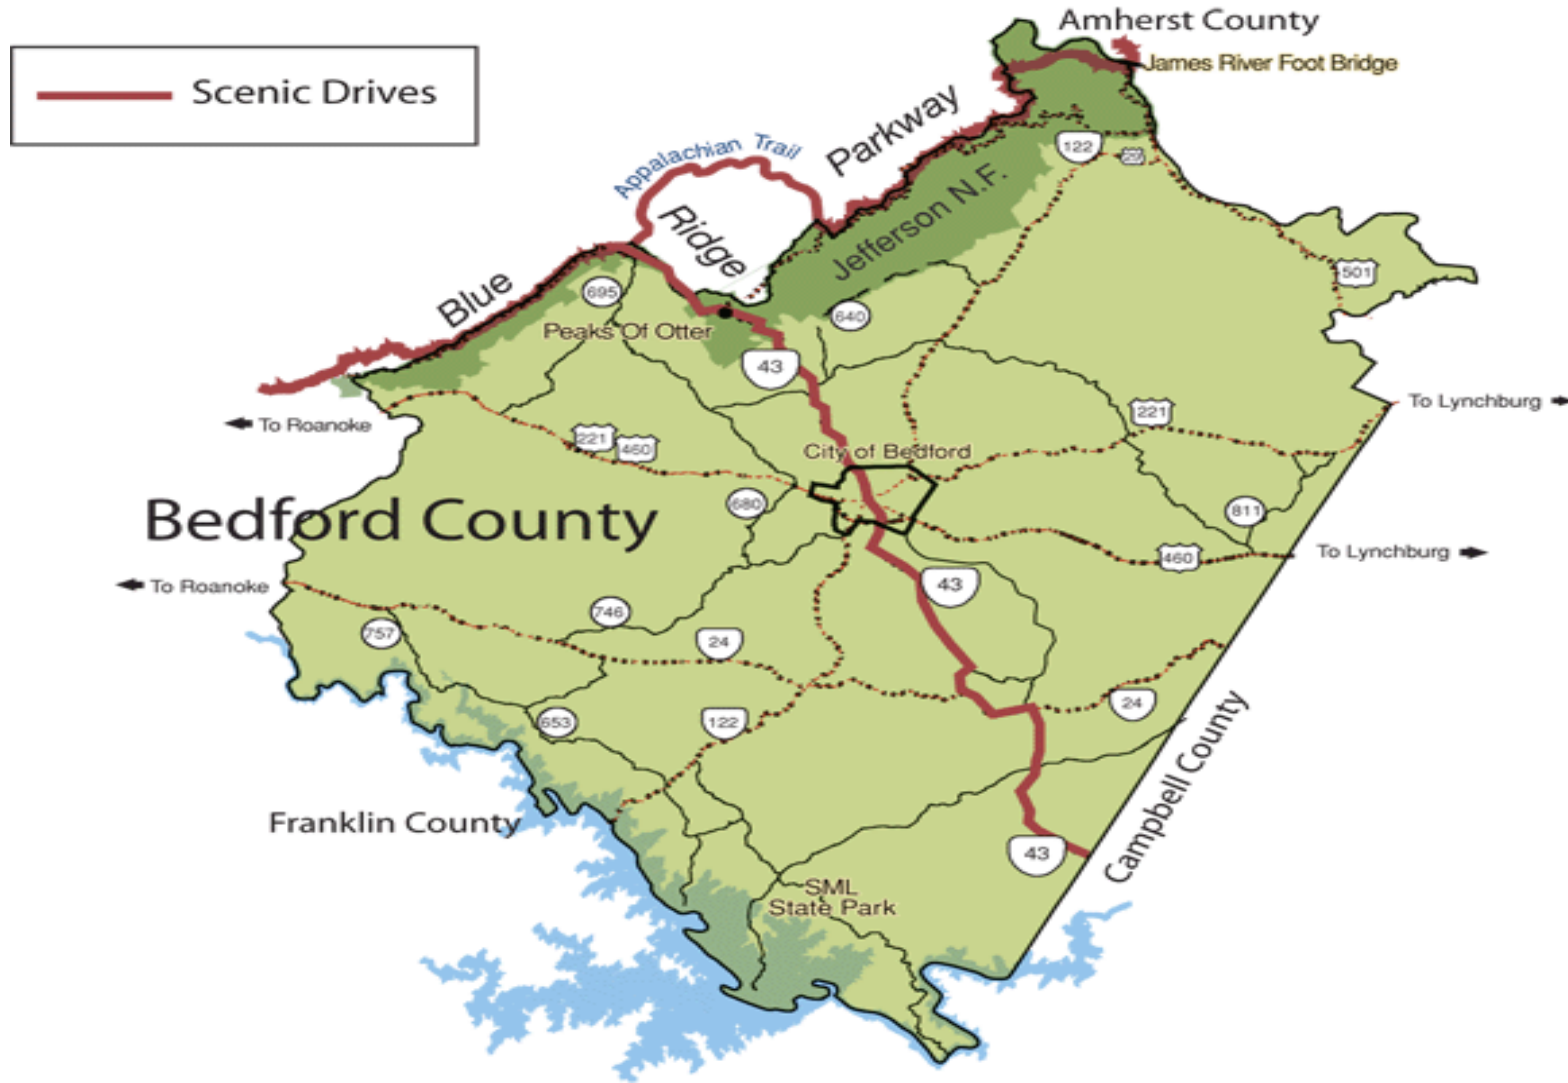 Amherst County
James River Foot Bridge
Scenic Drives
Parkway
Appalachian Trail
122
29
Jefferson N.F.
Ridge
501
Blue
695
640
Peaks Of Otter
43
To Roanoke
221
To Lynchburg
221
460
City of Bedford
680
811
Bedford County
460
To Lynchburg
To Roanoke
43
746
757
24
24
653
122
Campbell County
Franklin County
43
SML
State Park